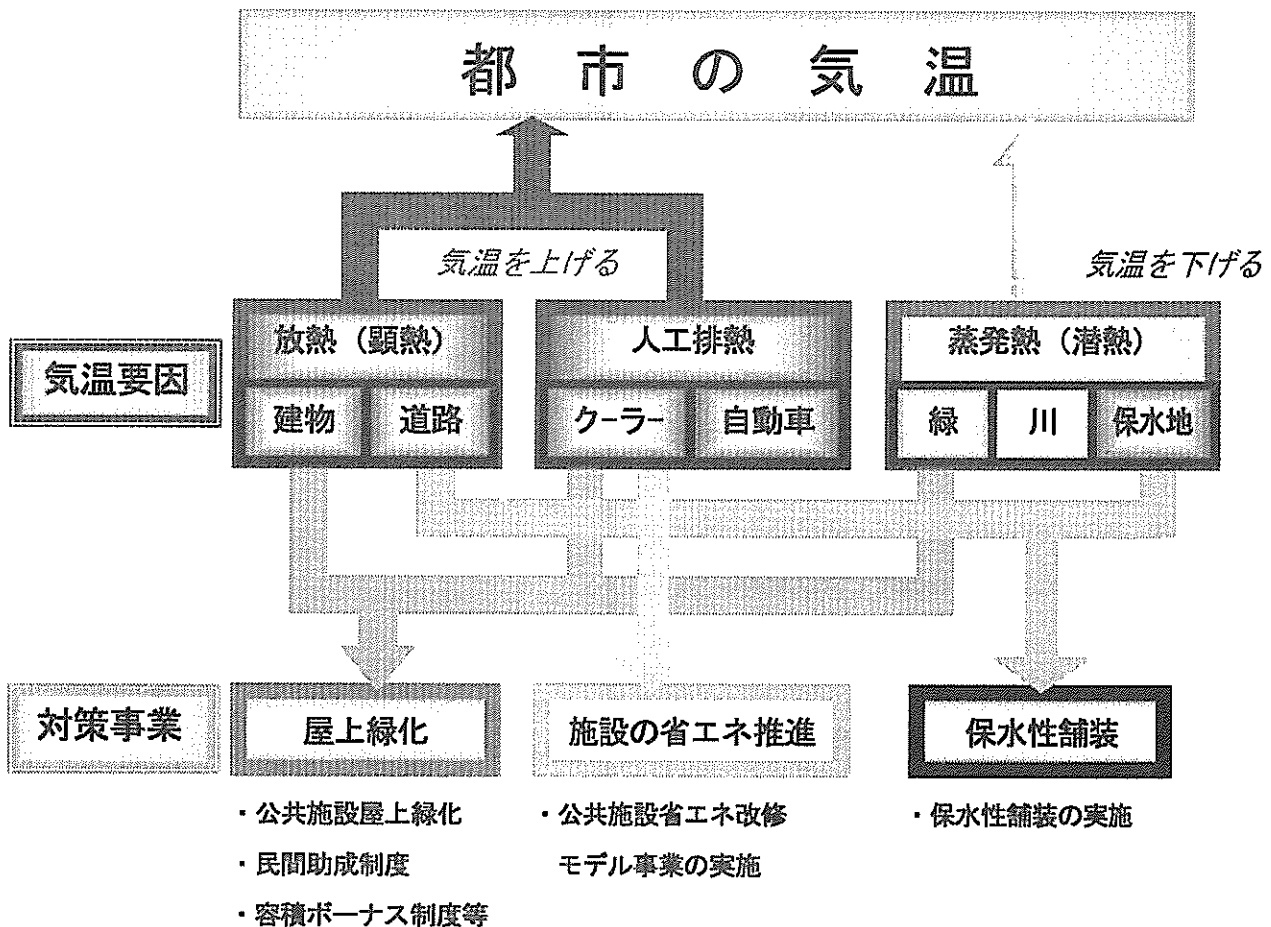 都市の気温
気温を上げる
気温を下げる
気温要因
放熱（顕熱）
建物
道路
人工排熱
クーラー
自動車
蒸発熱（潜熱）
緑
川
保水地
対策事業
屋上緑化
施設の省エネ推進
保水性舗装
・公共施設屋上緑化
・民間助成制度
・容積ボーナス制度等
・公共施設省エネ改修
モデル事業の実施
・保水性舗装の実施